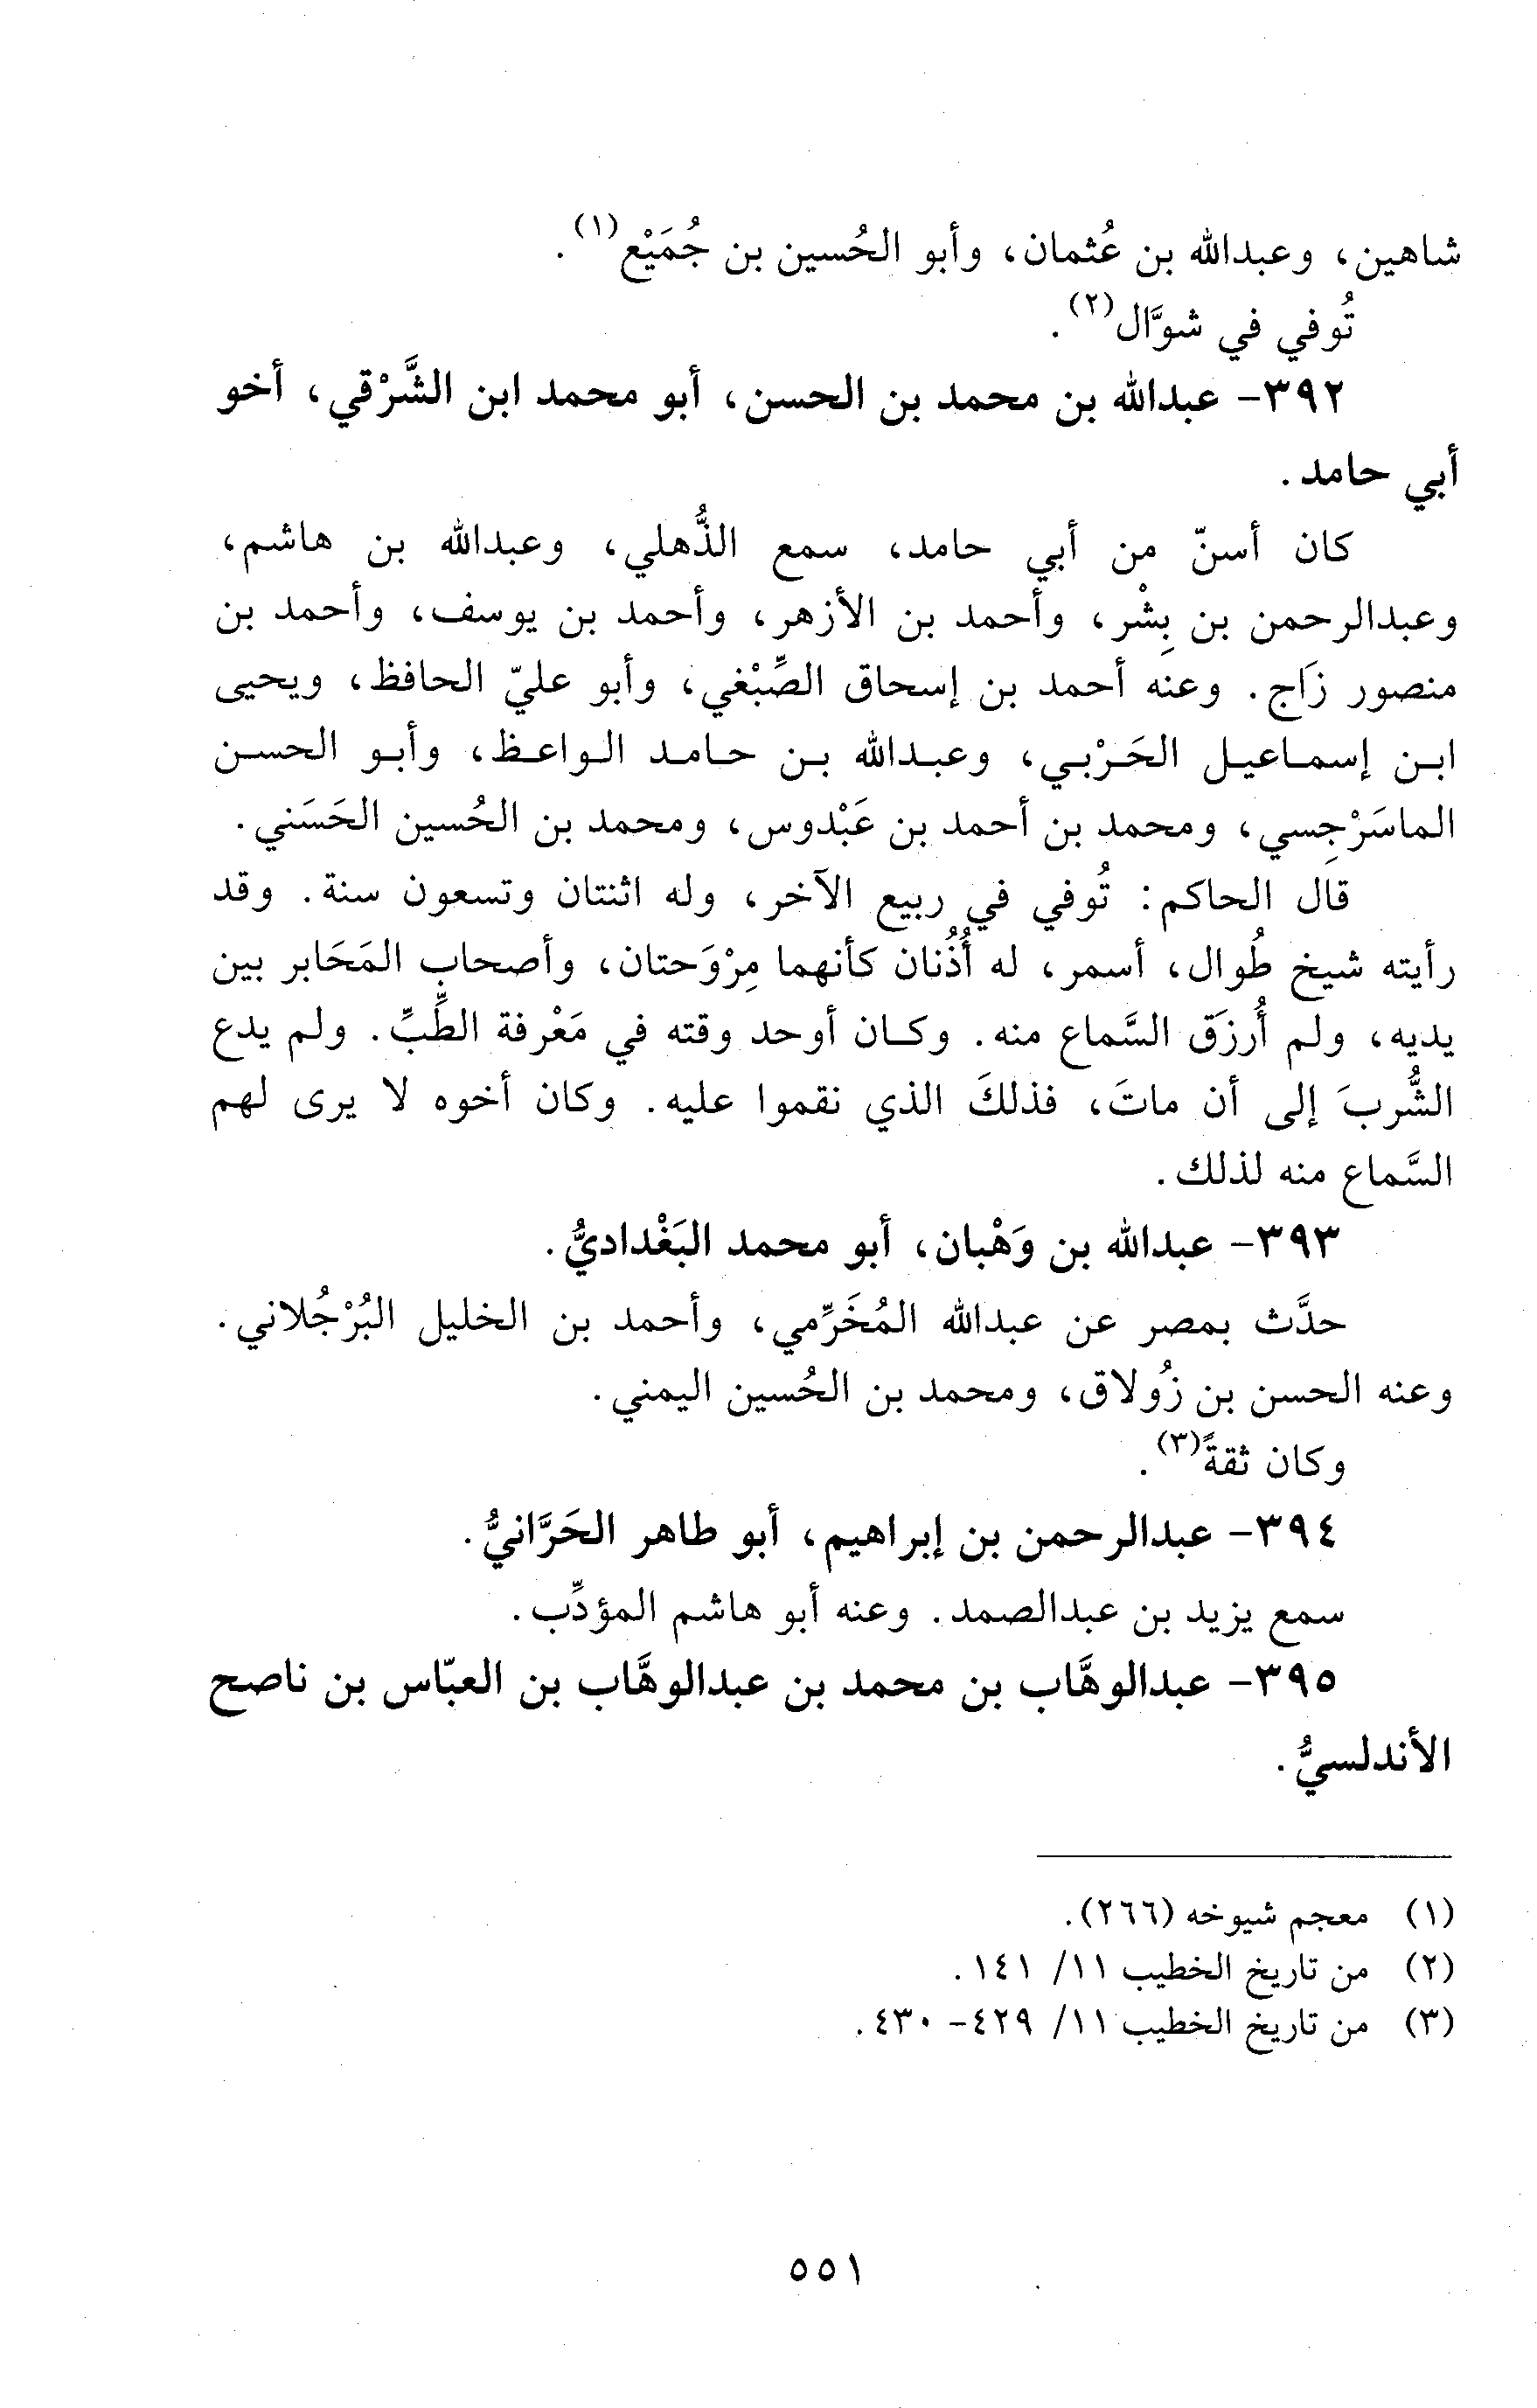 شاهين، وعبدالله بن عُثمان، وأبو الحُسين بن جُمَيْع(١).
تُوفي في شوَّال(٢).
٣٩٢- عبدالله بن محمد بن الحسن، أبو محمد ابن الشَّرْقي، أخو
أبي حامد.
كان أسنّ من أبي حامد، سمع الذُّهلي، وعبدالله بن هاشم،
وعبدالرحمن بن بِشْر، وأحمد بن الأزهر، وأحمد بن يوسف، وأحمد بن
منصور زَاج. وعنه أحمد بن إسحاق الصِّبْغي، وأبو عليّ الحافظ، ويحيى
ابن إسماعيل الحَرْبي، وعبدالله بن حامد الواعظ، وأبو الحسن
الماسَرْجِسي، ومحمد بن أحمد بن عَبْدوس، ومحمد بن الحُسين الحَسَني.
قال الحاكم: تُوفي في ربيع الآخر، وله اثنتان وتسعون سنة. وقد
رأيته شيخ طُوال، أسمر، له أُذُنان كأنهما مِرْوَحتان، وأصحاب المَحَابر بين
يديه، ولم أُرزَق السَّماع منه. وكان أوحد وقته في مَعْرفة الطِّبِّ. ولم يدع
الشُّربَ إلى أن ماتَ، فذلكَ الذي نقموا عليه. وكان أخوه لا يرى لهم
السَّماع منه لذلك.
٣٩٣- عبدالله بن وَهْبان، أبو محمد البَغْداديُّ.
حدَّث بمصر عن عبدالله المُخَرِّمي، وأحمد بن الخليل البُرْجُلاني.
وعنه الحسن بن زُولاق، ومحمد بن الحُسين اليمني.
وكان ثقةً(٣).
٣٩٤- عبدالرحمن بن إبراهيم، أبو طاهر الحَرَّانيُّ.
سمع يزيد بن عبدالصمد. وعنه أبو هاشم المؤدِّب.
٣٩٥- عبدالوهَّاب بن محمد بن عبدالوهَّاب بن العبّاس بن ناصح
الأندلسيُّ.
(١) معجم شيوخه (٢٦٦).
(٢) من تاريخ الخطيب ١١/ ١٤١.
(٣) من تاريخ الخطيب ١١/ ٤٢٩- ٤٣٠.
٥٥١